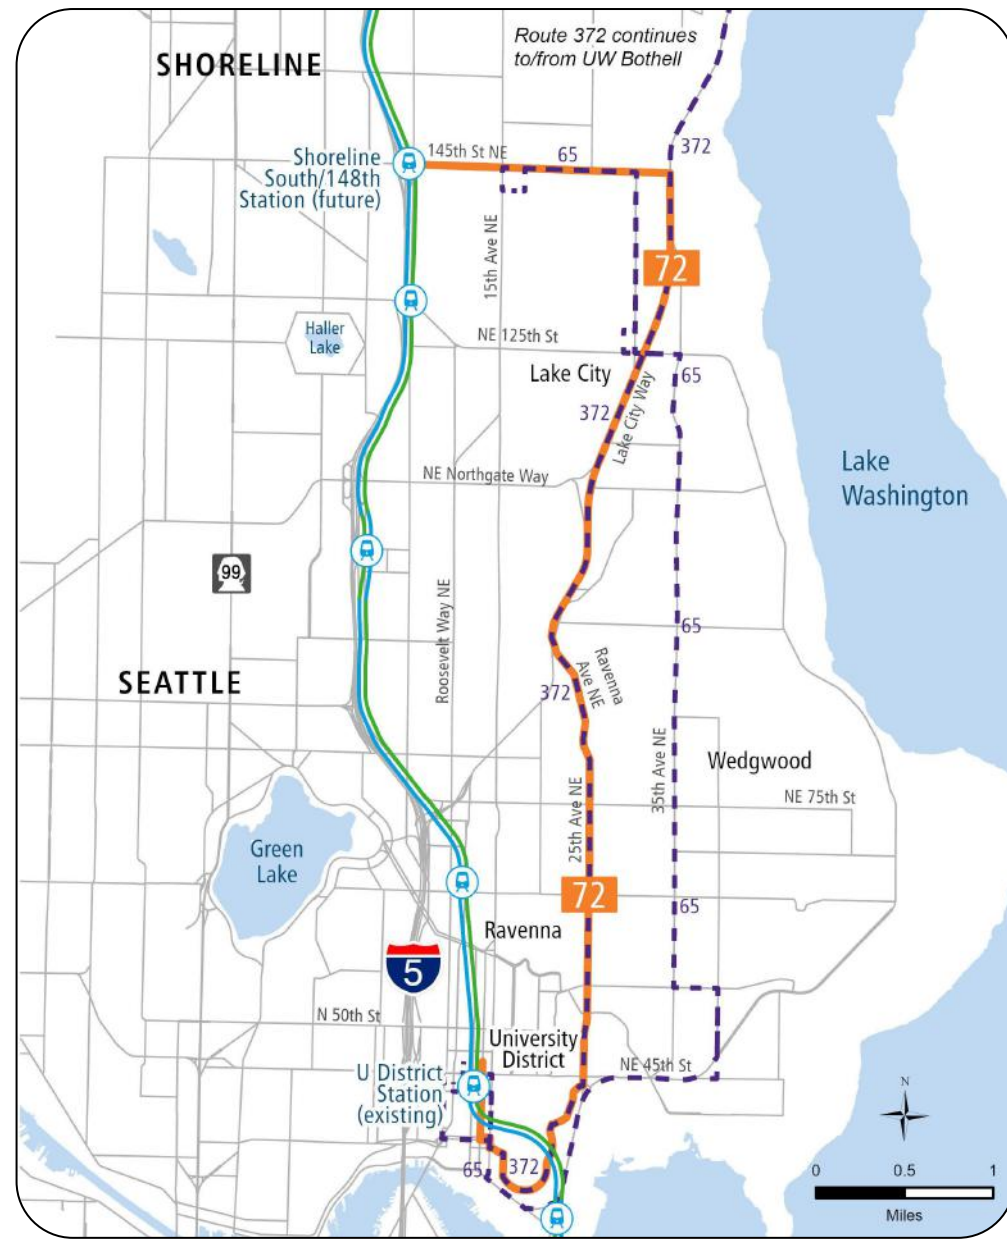 Route 372 continues
to/from UW Bothell
SHORELINE
372
Shoreline
South/148th
Station (future)
145th St NE
65
15th Ave NE
72
Haller
Lake
NE 125th St
Lake City
65
372
Lake City Way
Lake
Washington
NE Northgate Way
99
Roosevelt Way NE
65
SEATTLE
372
Ravenna
Ave NE
35th Ave NE
Wedgwood
NE 75th St
25th Ave NE
Green
Lake
72
65
Ravenna
5
N 50th St
University
District
NE 45th St
U District
Station
(existing)
65
372
N
0 0.5 1
Miles